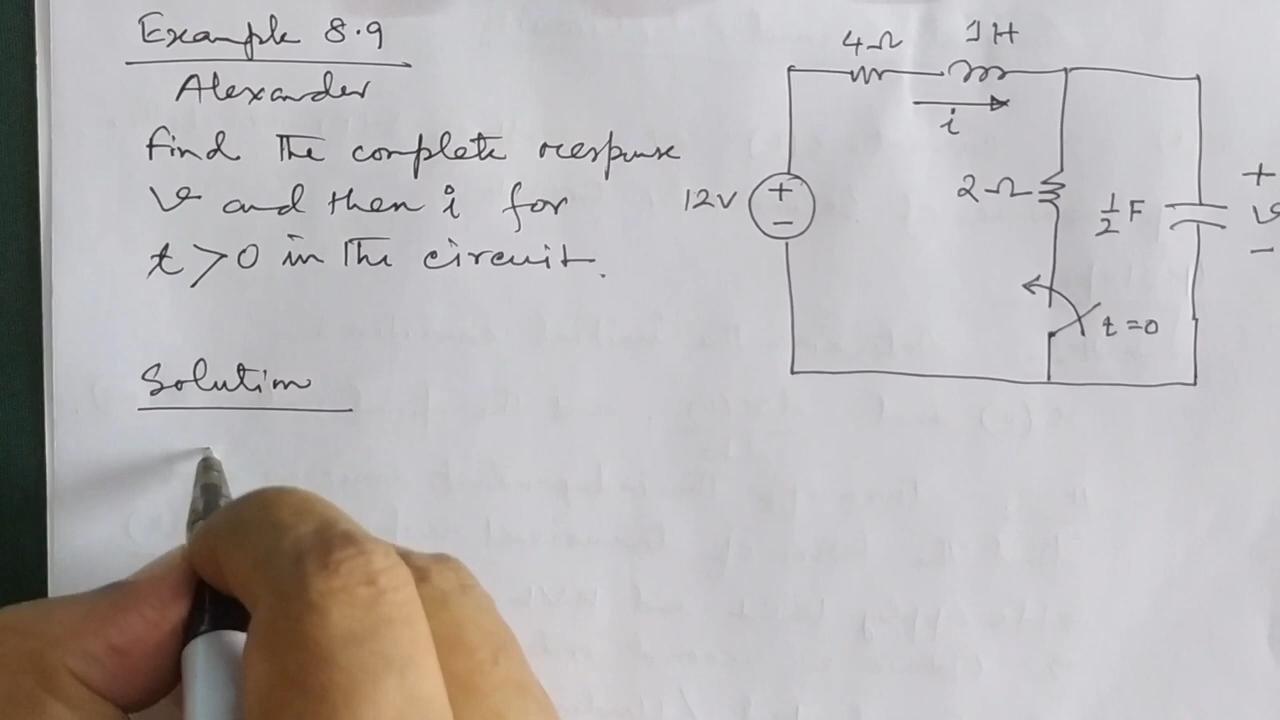 Example 8.9
Alexander
find the complete response
v and then i for
t > 0 in the circuit.
Solution
4Ω
1H
i
12V
+
-
2Ω
1/2 F
+
v
-
t=0